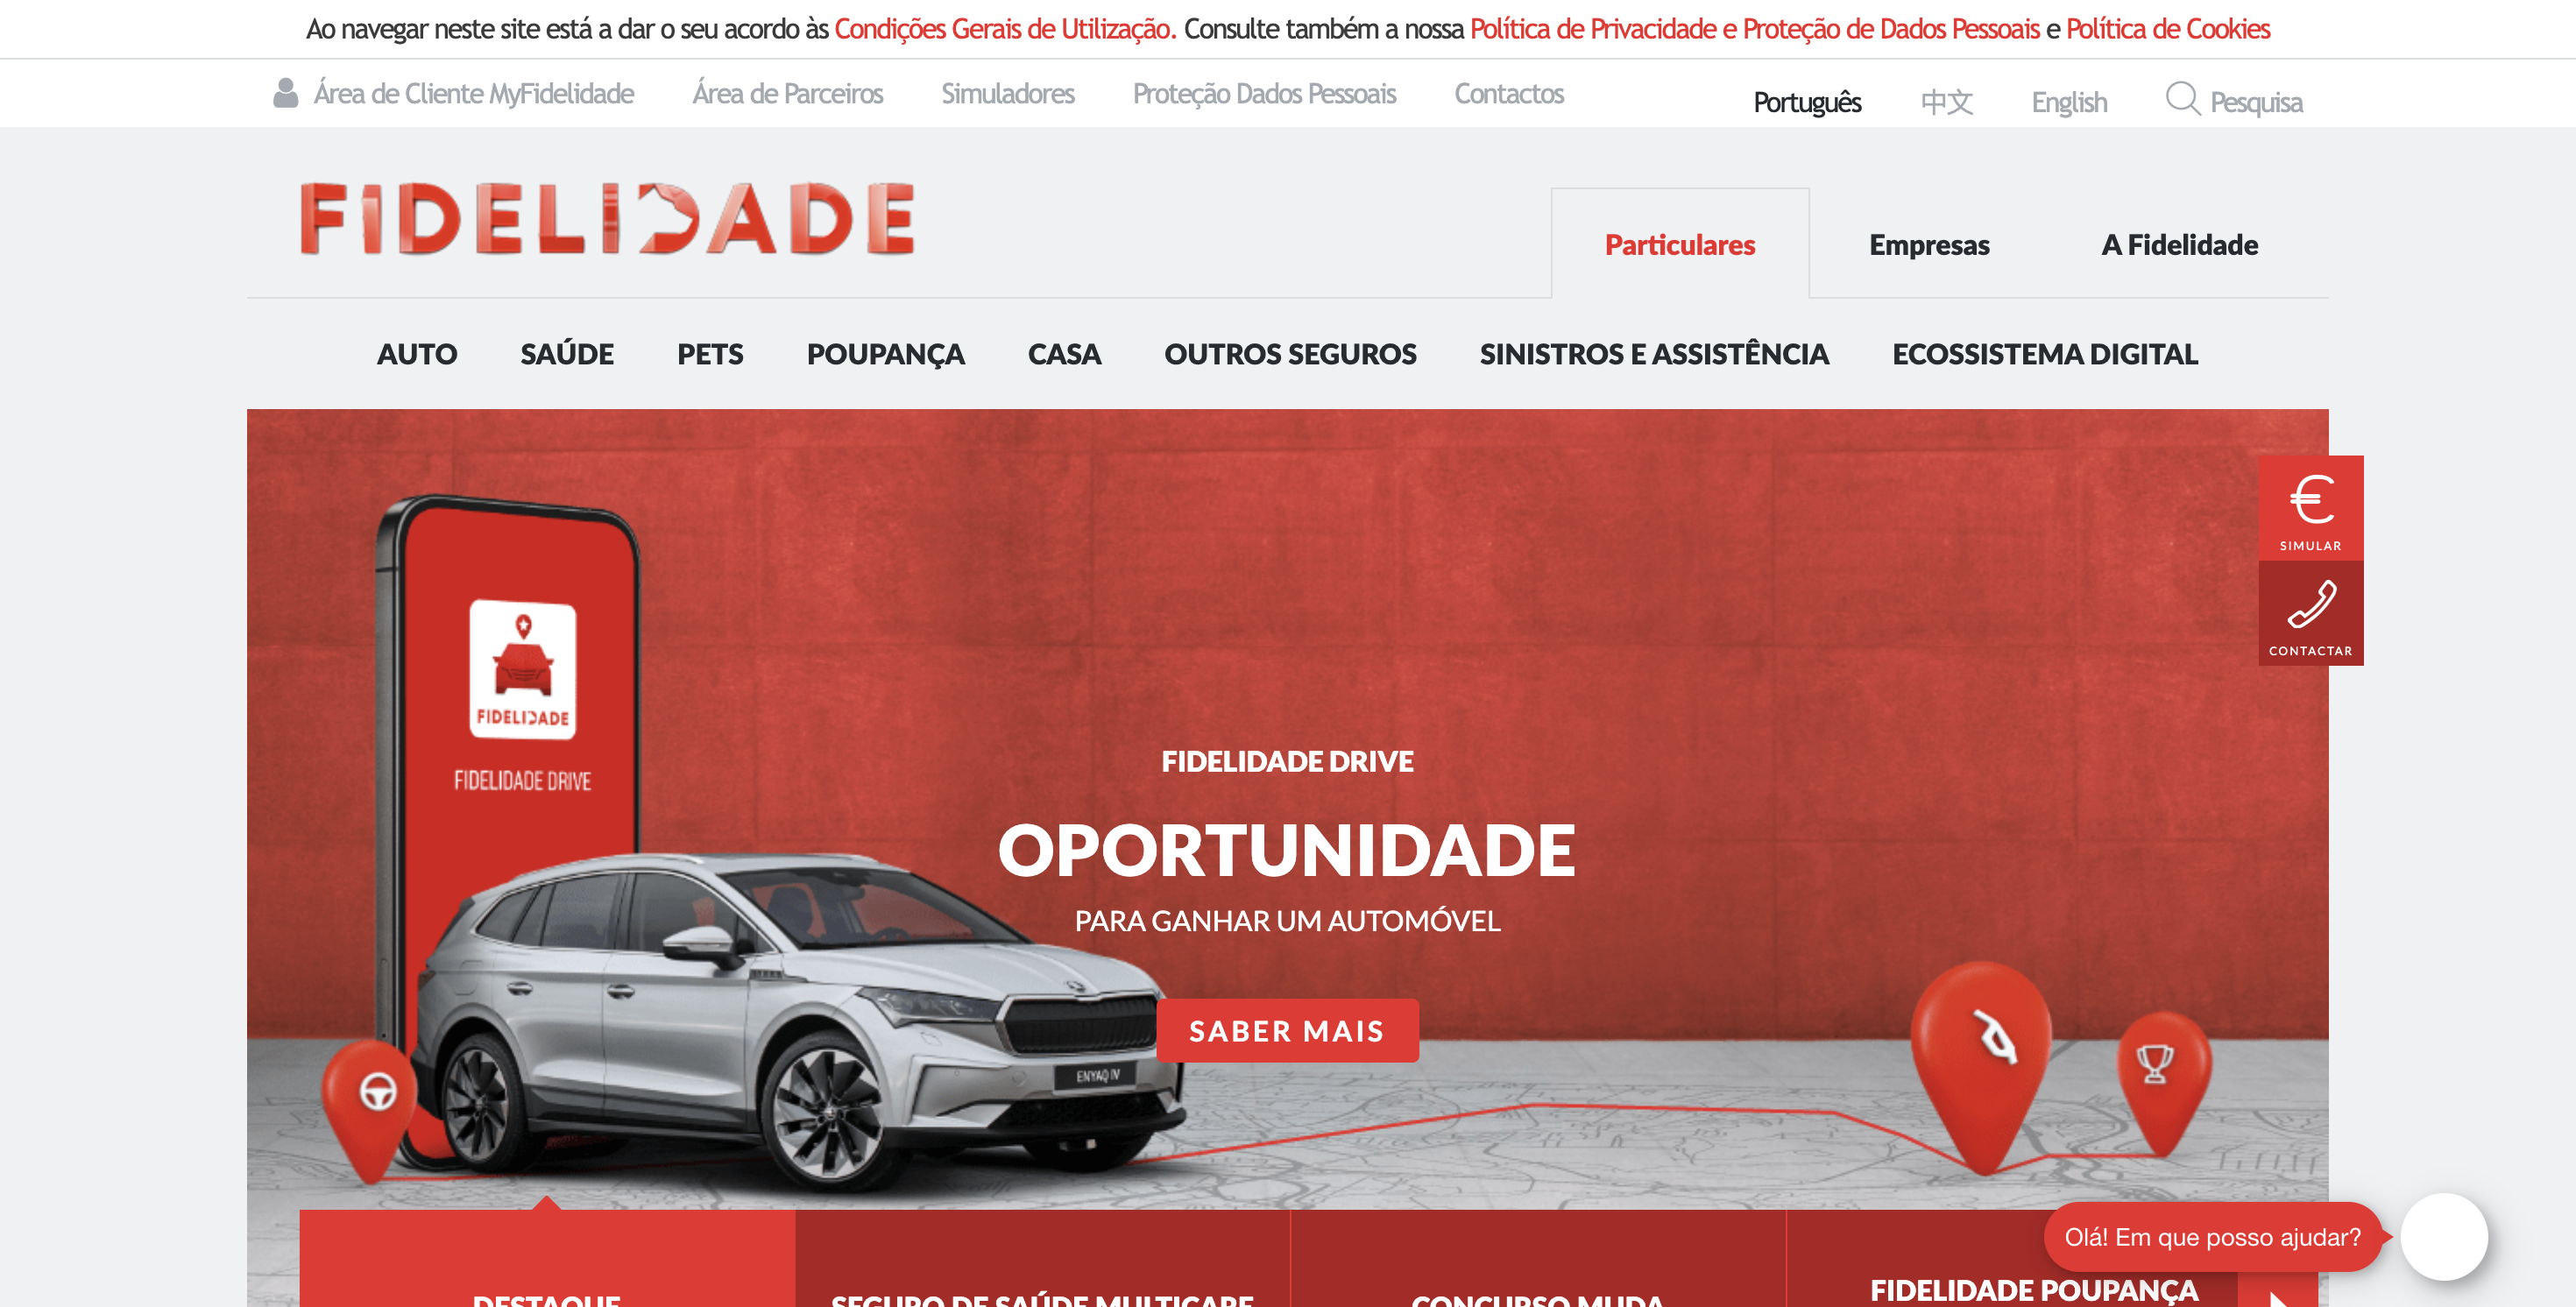 Ao navegar neste site está a dar o seu acordo às Condições Gerais de Utilização. Consulte também a nossa Política de Privacidade e Proteção de Dados Pessoais e Política de Cookies
Área de Cliente MyFidelidade Área de Parceiros Simuladores Proteção Dados Pessoais Contactos Português 中文 English Pesquisa
FIDELIDADE
Particulares Empresas A Fidelidade
AUTO SAÚDE PETS POUPANÇA CASA OUTROS SEGUROS SINISTROS E ASSISTÊNCIA ECOSSISTEMA DIGITAL
€
SIMULAR
CONTACTAR
FIDELIDADE
FIDELIDADE DRIVE
FIDELIDADE DRIVE
OPORTUNIDADE
PARA GANHAR UM AUTOMÓVEL
SABER MAIS
ENYAQ IV
Olá! Em que posso ajudar?
DESTAQUE SEGURO DE SAÚDE MULTICARE CONCURSO MUDA FIDELIDADE POUPANÇA